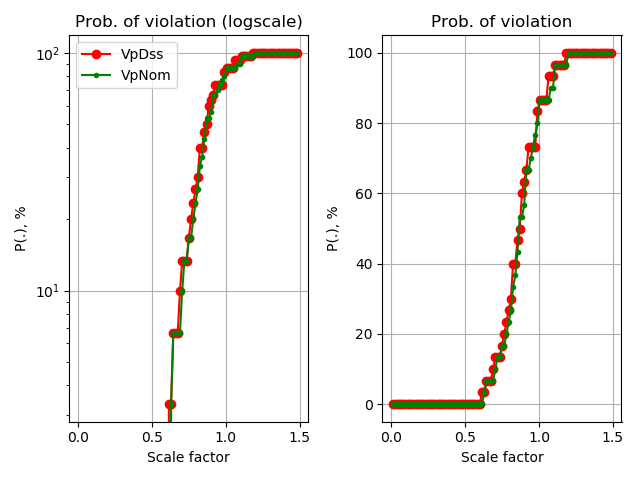 Prob. of violation (logscale)
P(.), %
10²
10¹
VpDss
VpNom
0.0 0.5 1.0 1.5
Scale factor
Prob. of violation
P(.), %
100
80
60
40
20
0
0.0 0.5 1.0 1.5
Scale factor